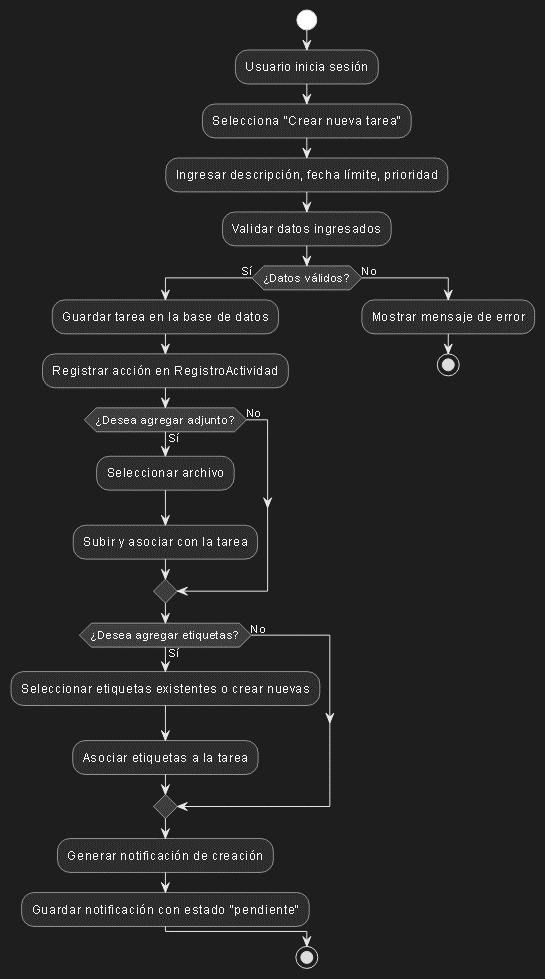 Usuario inicia sesión
Selecciona "Crear nueva tarea"
Ingresar descripción, fecha límite, prioridad
Validar datos ingresados
¿Datos válidos?
Sí
No
Guardar tarea en la base de datos
Mostrar mensaje de error
Registrar acción en RegistroActividad
¿Desea agregar adjunto?
No
Sí
Seleccionar archivo
Subir y asociar con la tarea
¿Desea agregar etiquetas?
No
Sí
Seleccionar etiquetas existentes o crear nuevas
Asociar etiquetas a la tarea
Generar notificación de creación
Guardar notificación con estado "pendiente"